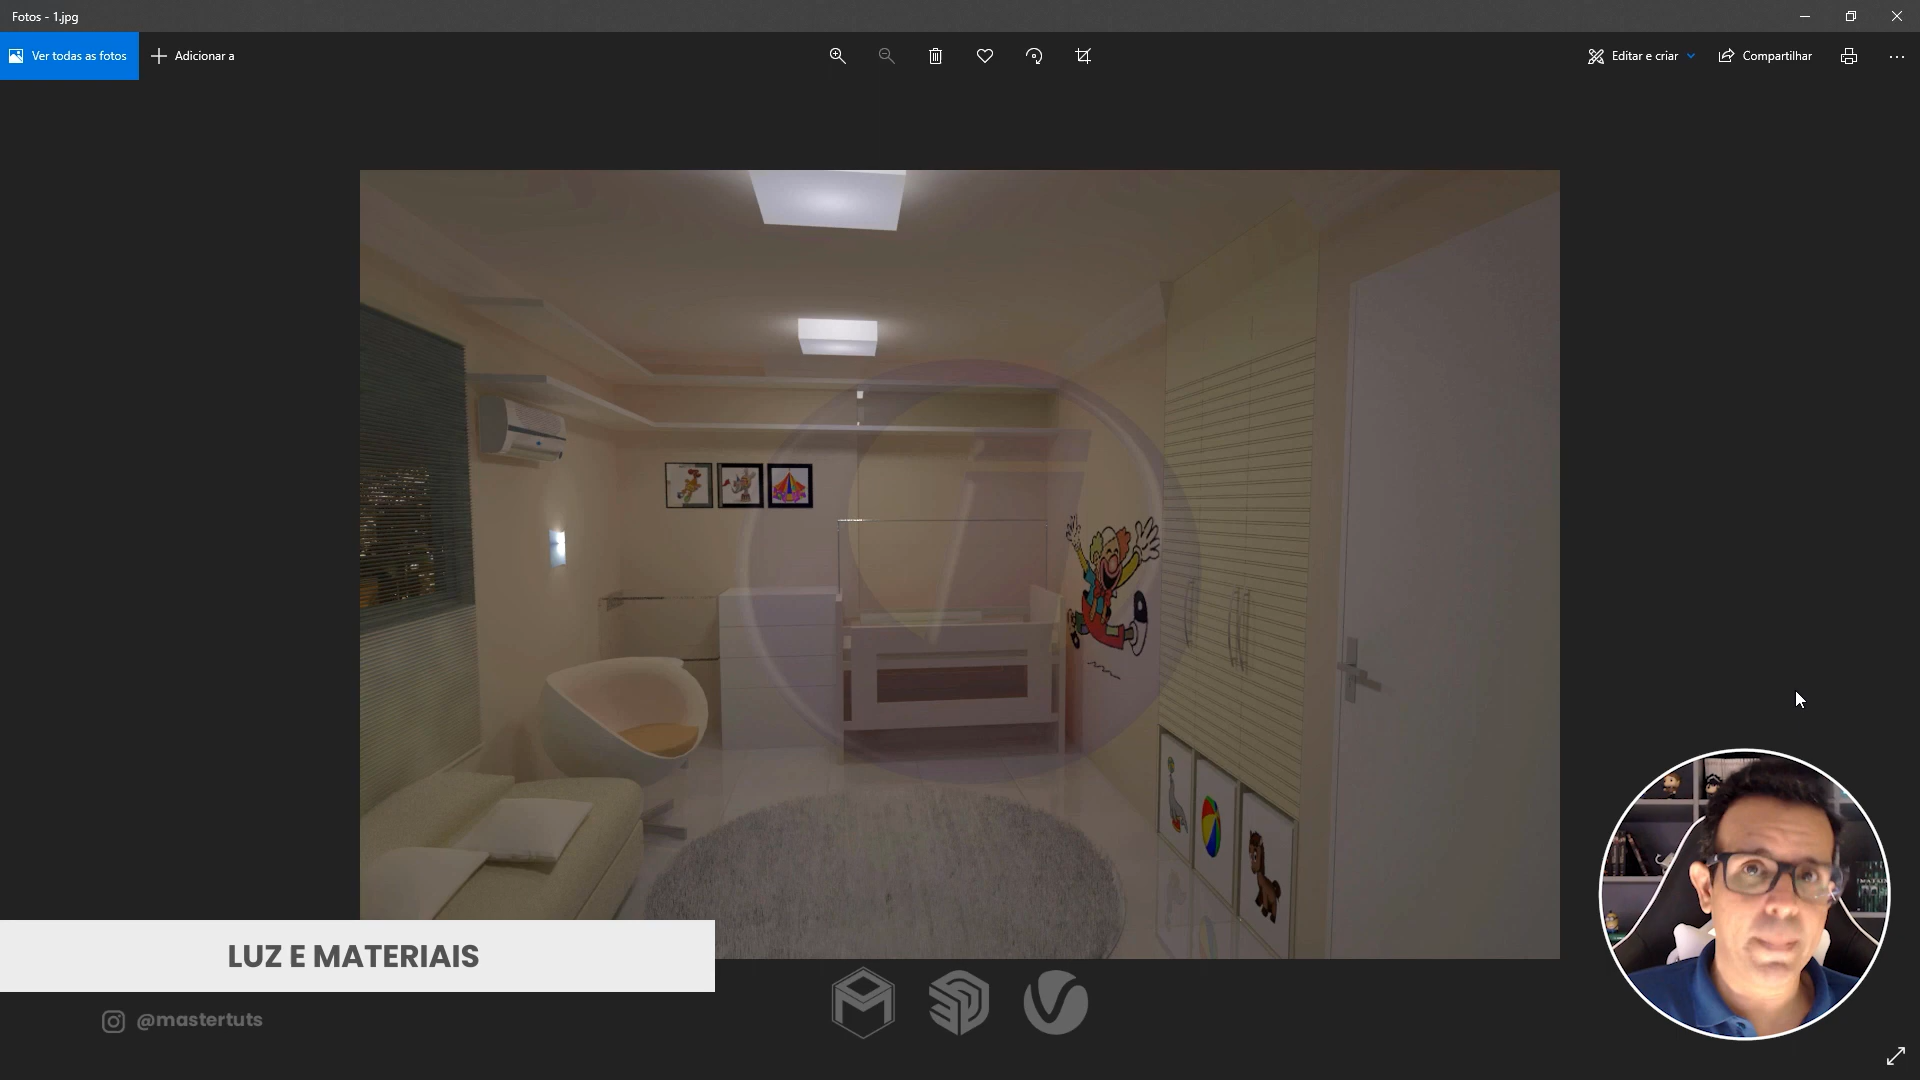 Fotos - 1.jpg
Ver todas as fotos
Adicionar a
Editar e criar
Compartilhar
LUZ E MATERIAIS
@mastertuts